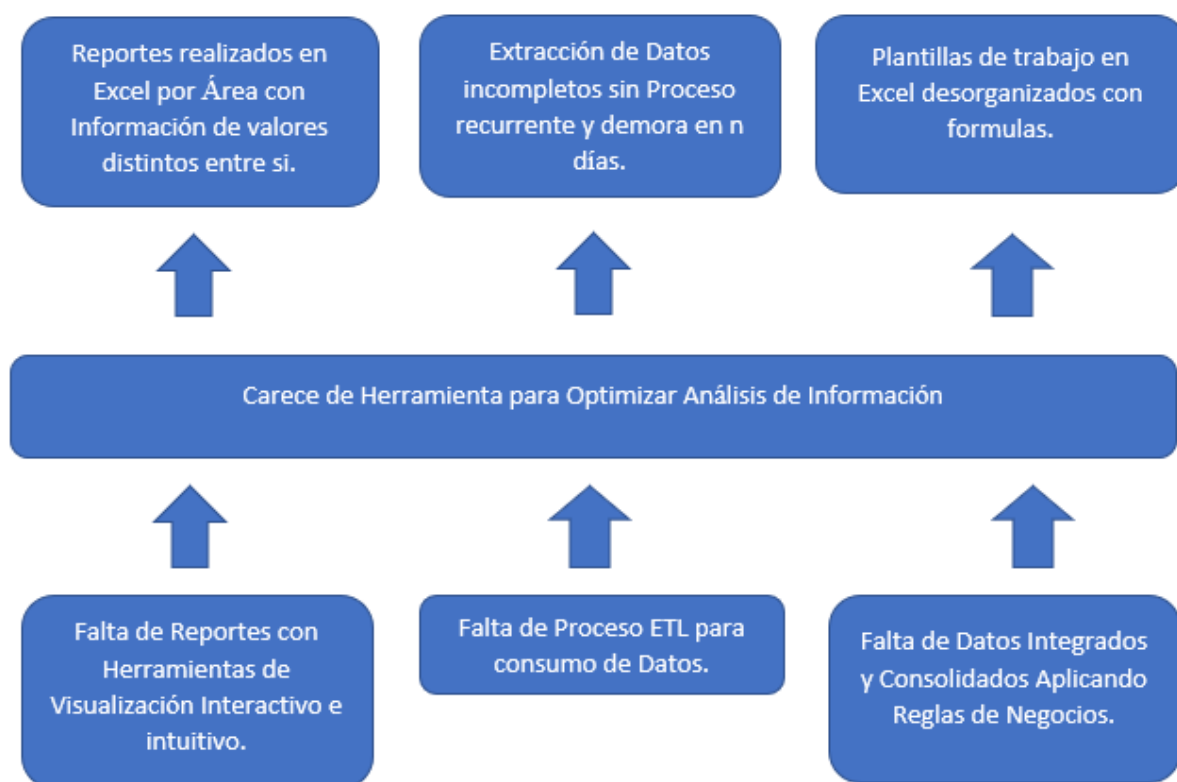 Reportes realizados en
Excel por Área con
Información de valores
distintos entre si.
Extracción de Datos
incompletos sin Proceso
recurrente y demora en n
días.
Plantillas de trabajo en
Excel desorganizados con
formulas.
Carece de Herramienta para Optimizar Análisis de Información
Falta de Reportes con
Herramientas de
Visualización Interactivo e
intuitivo.
Falta de Proceso ETL para
consumo de Datos.
Falta de Datos Integrados
y Consolidados Aplicando
Reglas de Negocios.